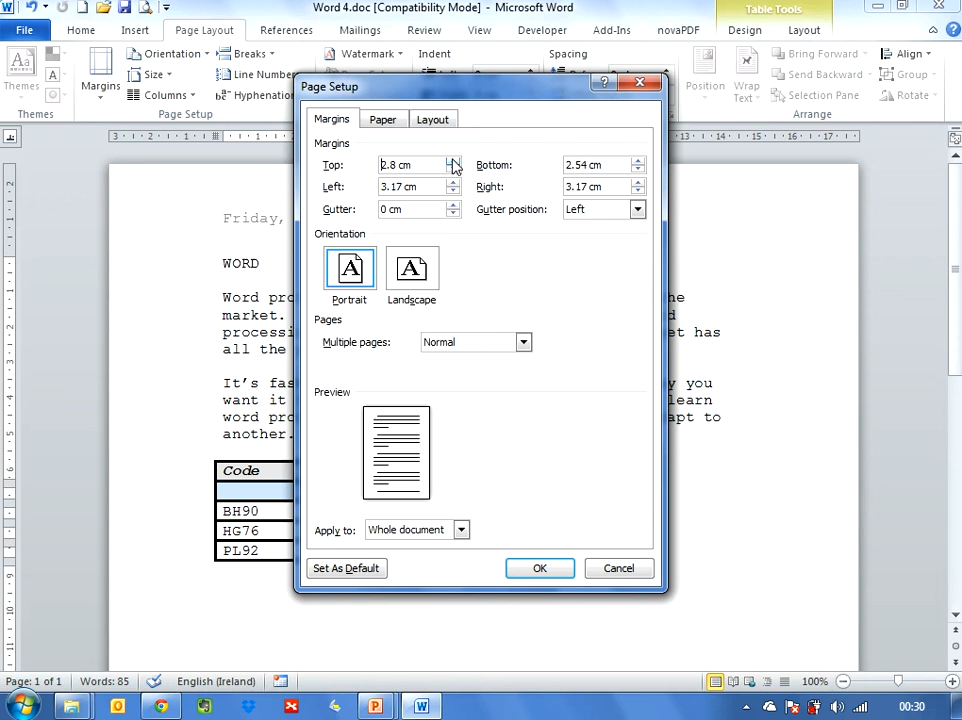 Word 4.doc [Compatibility Mode] - Microsoft Word
Table Tools
File Home Insert Page Layout References Mailings Review View Developer Add-Ins novaPDF Design Layout
Themes
Margins
Orientation
Size
Columns
Breaks
Line Number
Hyphenation
Watermark
Indent
Spacing
Position
Wrap Text
Bring Forward
Send Backward
Selection Pane
Align
Group
Rotate
Themes
Page Setup
Arrange
Page Setup
Margins Paper Layout
Margins
Top: 2.8 cm Bottom: 2.54 cm
Left: 3.17 cm Right: 3.17 cm
Gutter: 0 cm Gutter position: Left
Orientation
Portrait Landscape
Pages
Multiple pages: Normal
Preview
Apply to: Whole document
Set As Default OK Cancel
Friday,
WORD
Word pro he
market. d
processi et has
all the
It's fas y you
want it learn
word pro apt to
another.
Code
BH90
HG76
PL92
Page: 1 of 1 Words: 85 English (Ireland) 100%
00:30